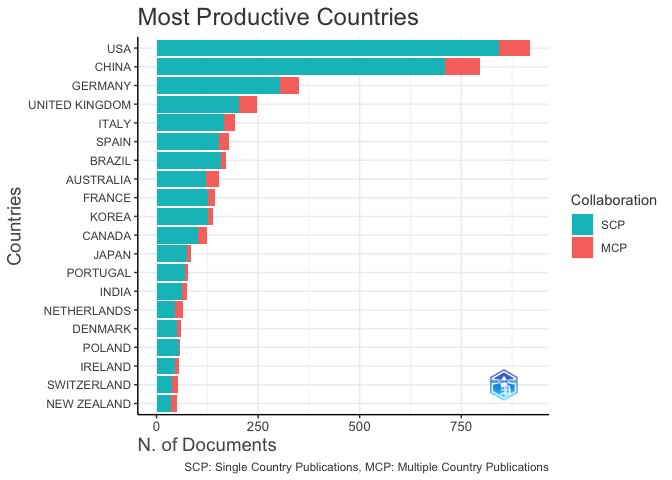 Most Productive Countries
Countries
USA
CHINA
GERMANY
UNITED KINGDOM
ITALY
SPAIN
BRAZIL
AUSTRALIA
FRANCE
KOREA
CANADA
JAPAN
PORTUGAL
INDIA
NETHERLANDS
DENMARK
POLAND
IRELAND
SWITZERLAND
NEW ZEALAND
0 250 500 750
N. of Documents
SCP: Single Country Publications, MCP: Multiple Country Publications
Collaboration
SCP
MCP